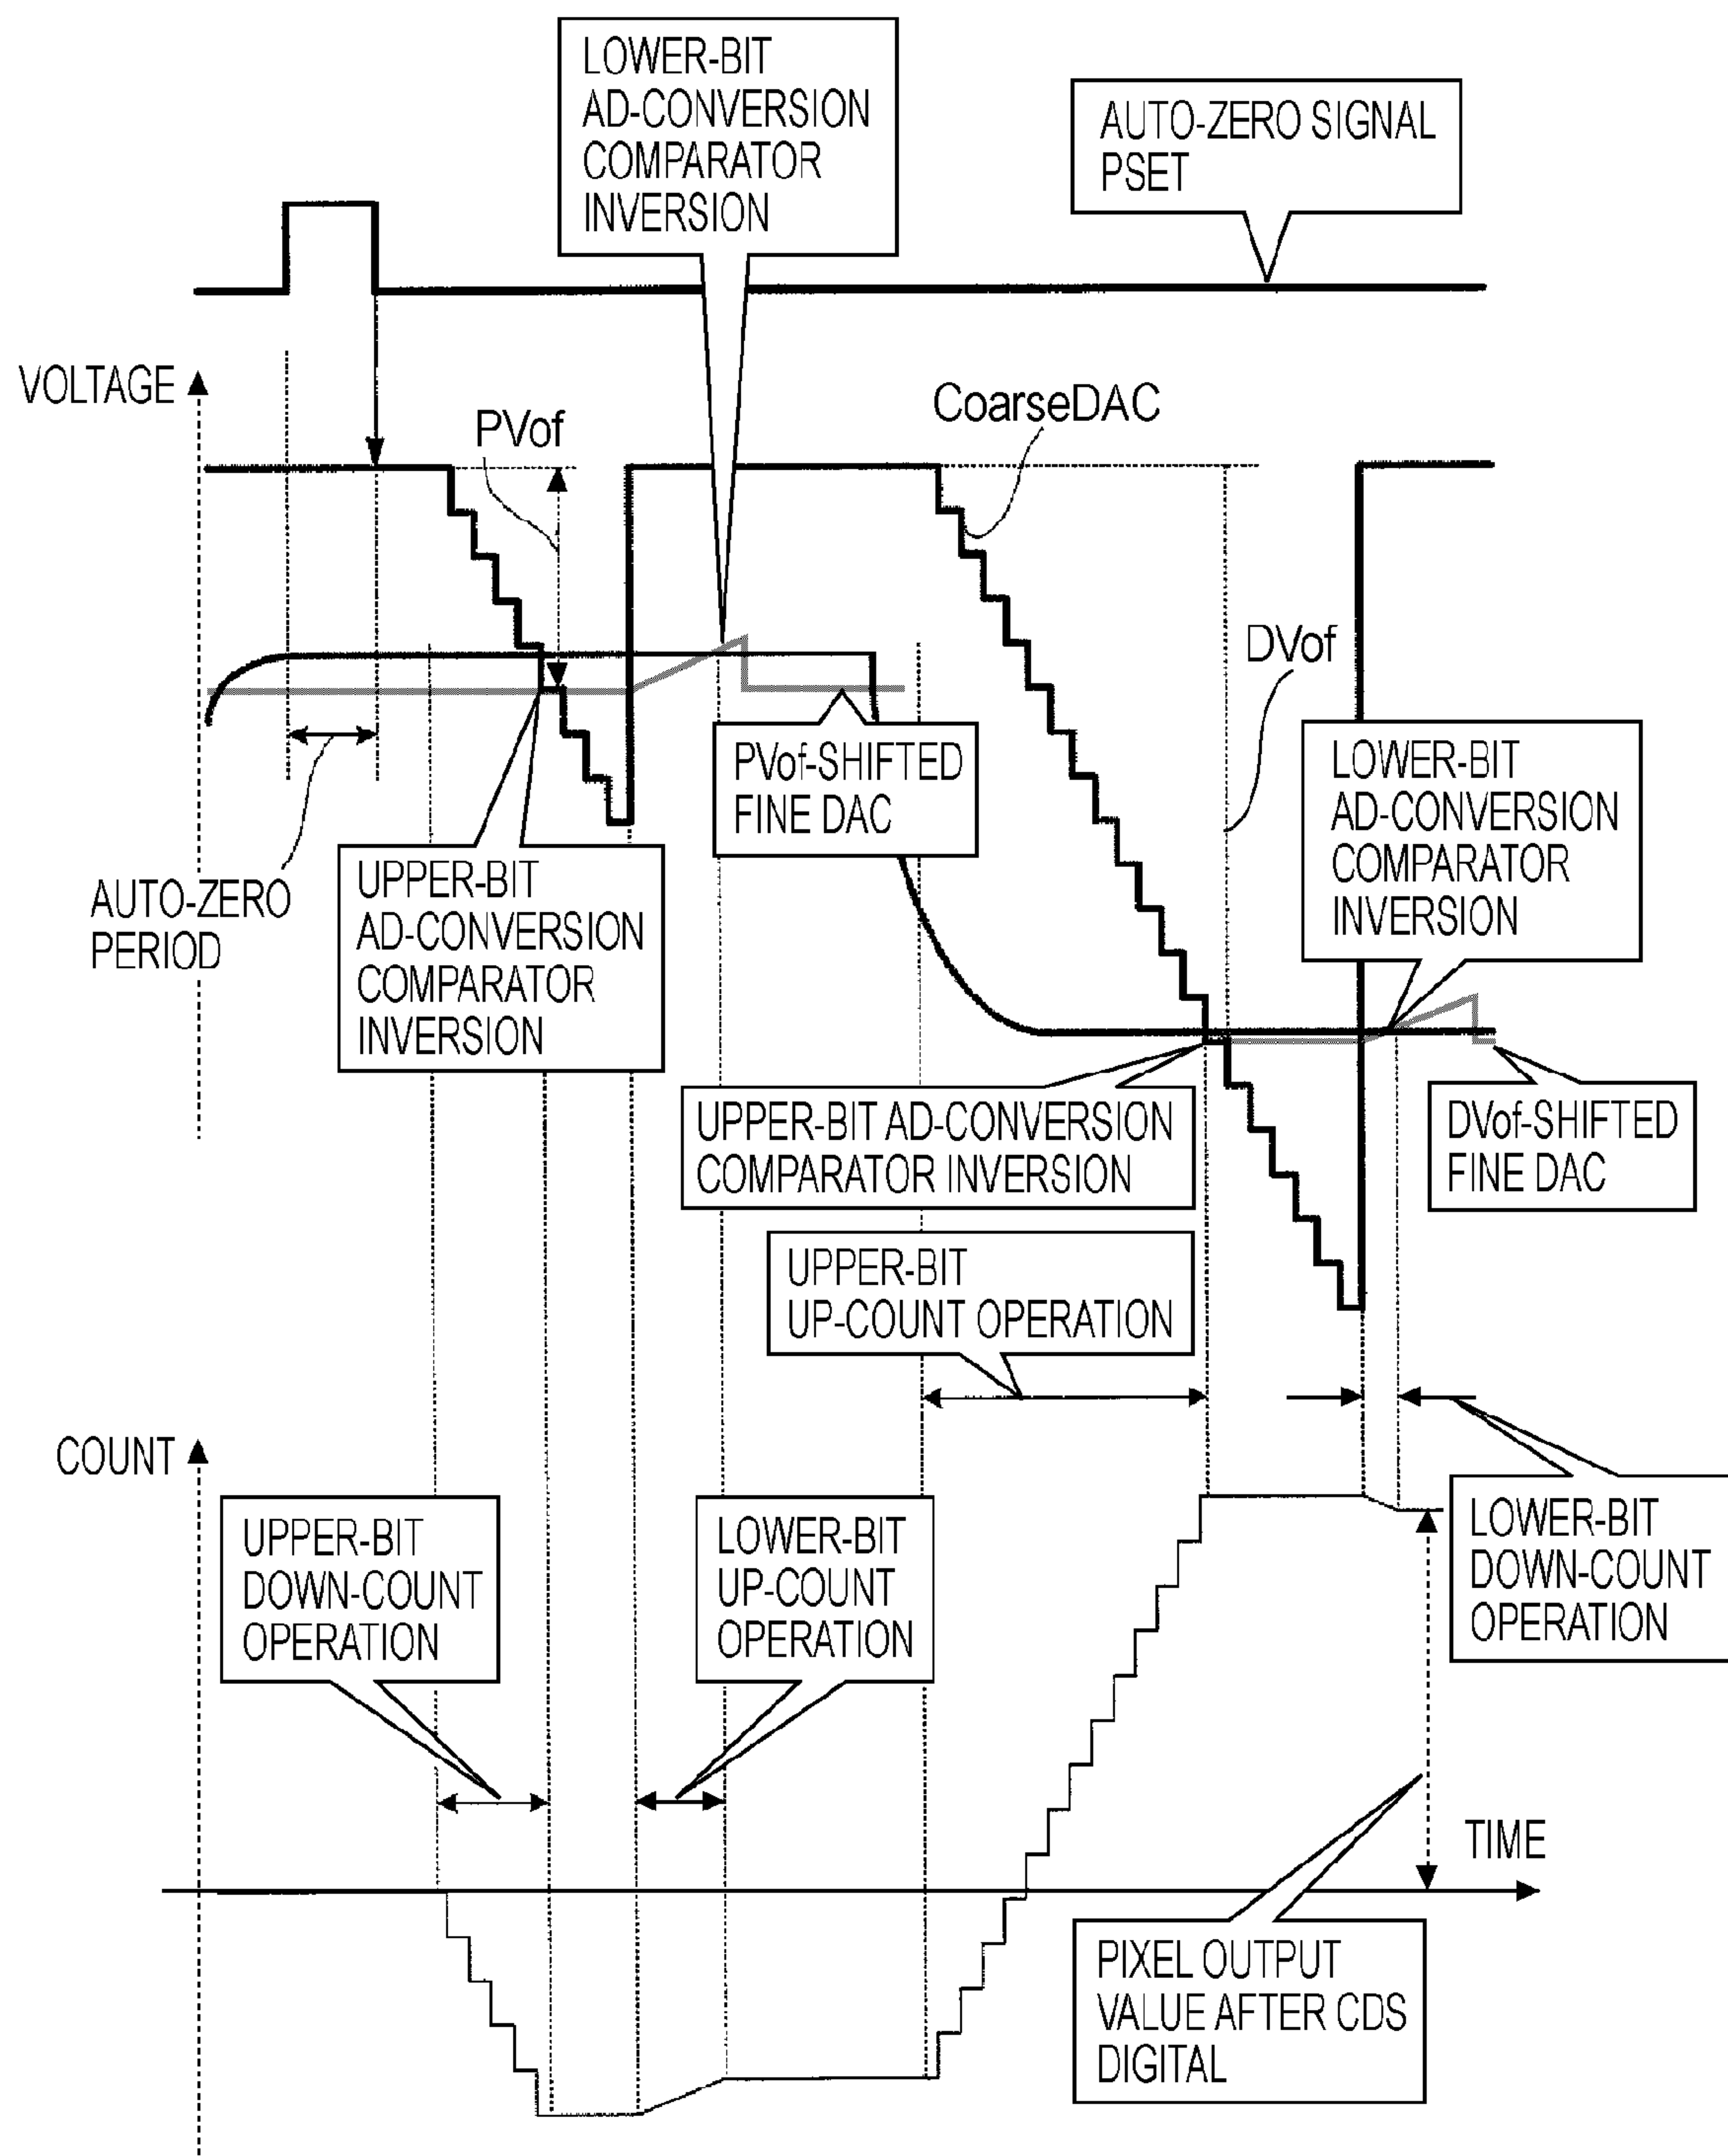 LOWER-BIT
AD-CONVERSION
COMPARATOR
INVERSION
AUTO-ZERO SIGNAL
PSET
VOLTAGE
PVof
CoarseDAC
DVof
AUTO-ZERO
PERIOD
UPPER-BIT
AD-CONVERSION
COMPARATOR
INVERSION
PVof-SHIFTED
FINE DAC
LOWER-BIT
AD-CONVERSION
COMPARATOR
INVERSION
UPPER-BIT AD-CONVERSION
COMPARATOR INVERSION
DVof-SHIFTED
FINE DAC
UPPER-BIT
UP-COUNT OPERATION
COUNT
UPPER-BIT
DOWN-COUNT
OPERATION
LOWER-BIT
UP-COUNT
OPERATION
LOWER-BIT
DOWN-COUNT
OPERATION
TIME
PIXEL OUTPUT
VALUE AFTER CDS
DIGITAL